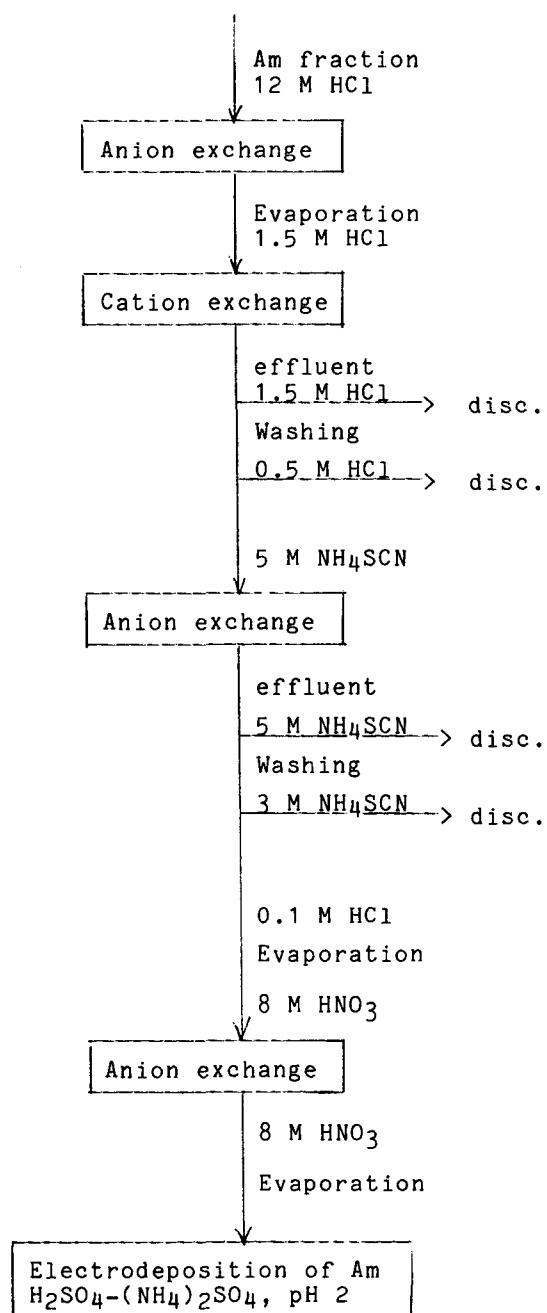 Am fraction
12 M HCl
Anion exchange
Evaporation
1.5 M HCl
Cation exchange
effluent
1.5 M HCl
disc.
Washing
0.5 M HCl
disc.
5 M NH4SCN
Anion exchange
effluent
5 M NH4SCN
disc.
Washing
3 M NH4SCN
disc.
0.1 M HCl
Evaporation
8 M HNO3
Anion exchange
8 M HNO3
Evaporation
Electrodeposition of Am
H2SO4-(NH4)2SO4, pH 2